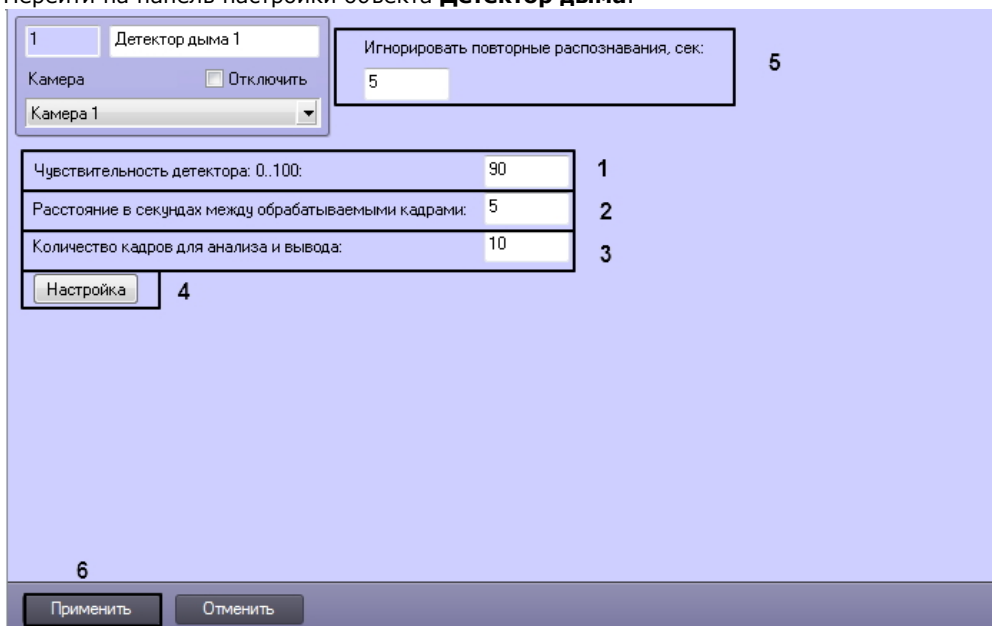 Перейти на панель настройки объекта Детектор дыма.
1
Детектор дыма 1
Камера
Отключить
Камера 1
Игнорировать повторные распознавания, сек:
5
5
Чувствительность детектора: 0..100:
90
1
Расстояние в секундах между обрабатываемыми кадрами:
5
2
Количество кадров для анализа и вывода:
10
3
Настройка
4
6
Применить
Отменить